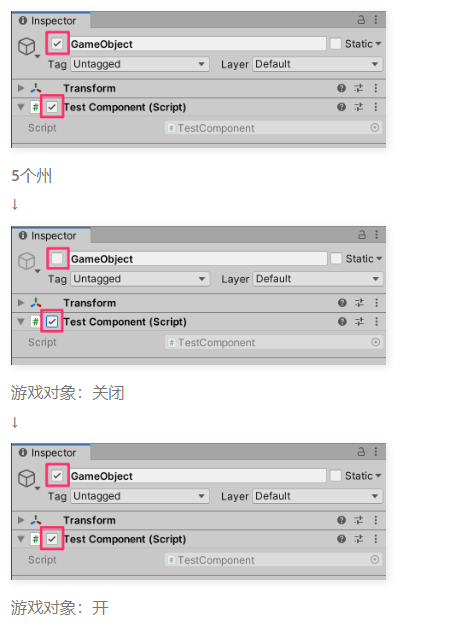 Inspector
GameObject
Static
Tag Untagged Layer Default
Transform
# Test Component (Script)
Script # TestComponent
5个州
↓
Inspector
GameObject
Static
Tag Untagged Layer Default
Transform
# Test Component (Script)
Script # TestComponent
游戏对象：关闭
↓
Inspector
GameObject
Static
Tag Untagged Layer Default
Transform
# Test Component (Script)
Script # TestComponent
游戏对象：开